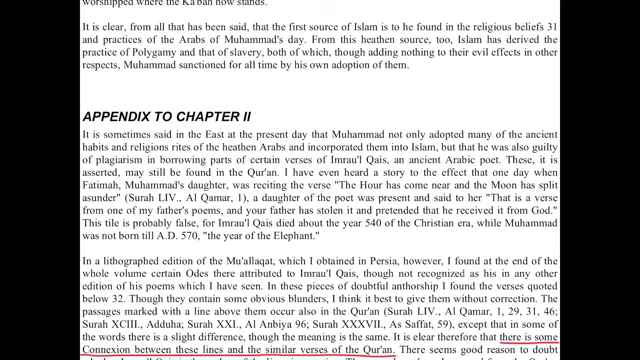 worshipped where the Ka'bah now stands.
It is clear, from all that has been said, that the first source of Islam is to he found in the religious beliefs 31
and practices of the Arabs of Muhammad's day. From this heathen source, too, Islam has derived the
practice of Polygamy and that of slavery, both of which, though adding nothing to their evil effects in other
respects, Muhammad sanctioned for all time by his own adoption of them.
APPENDIX TO CHAPTER II
It is sometimes said in the East at the present day that Muhammad not only adopted many of the ancient
habits and religions rites of the heathen Arabs and incorporated them into Islam, but that he was also guilty
of plagiarism in borrowing parts of certain verses of Imrau'l Qais, an ancient Arabic poet. These, it is
asserted, may still be found in the Qur'an. I have even heard a story to the effect that one day when
Fatimah, Muhammad's daughter, was reciting the verse "The Hour has come near and the Moon has split
asunder" (Surah LIV., Al Qamar, 1), a daughter of the poet was present and said to her "That is a verse
from one of my father's poems, and your father has stolen it and pretended that he received it from God."
This tile is probably false, for Imrau'l Qais died about the year 540 of the Christian era, while Muhammad
was not born till A.D. 570, "the year of the Elephant."
In a lithographed edition of the Mu'allaqat, which I obtained in Persia, however, I found at the end of the
whole volume certain Odes there attributed to Imrau'l Qais, though not recognized as his in any other
edition of his poems which I have seen. In these pieces of doubtful anthorship I found the verses quoted
below 32. Though they contain some obvious blunders, I think it best to give them without correction. The
passages marked with a line above them occur also in the Qur'an (Surah LIV., Al Qamar, 1, 29, 31, 46;
Surah XCIII., Adduha; Surah XXI., Al Anbiya 96; Surah XXXVII., As Saffat, 59), except that in some of
the words there is a slight difference, though the meaning is the same. It is clear therefore that there is some
Connexion between these lines and the similar verses of the Qur'an. There seems good reason to doubt